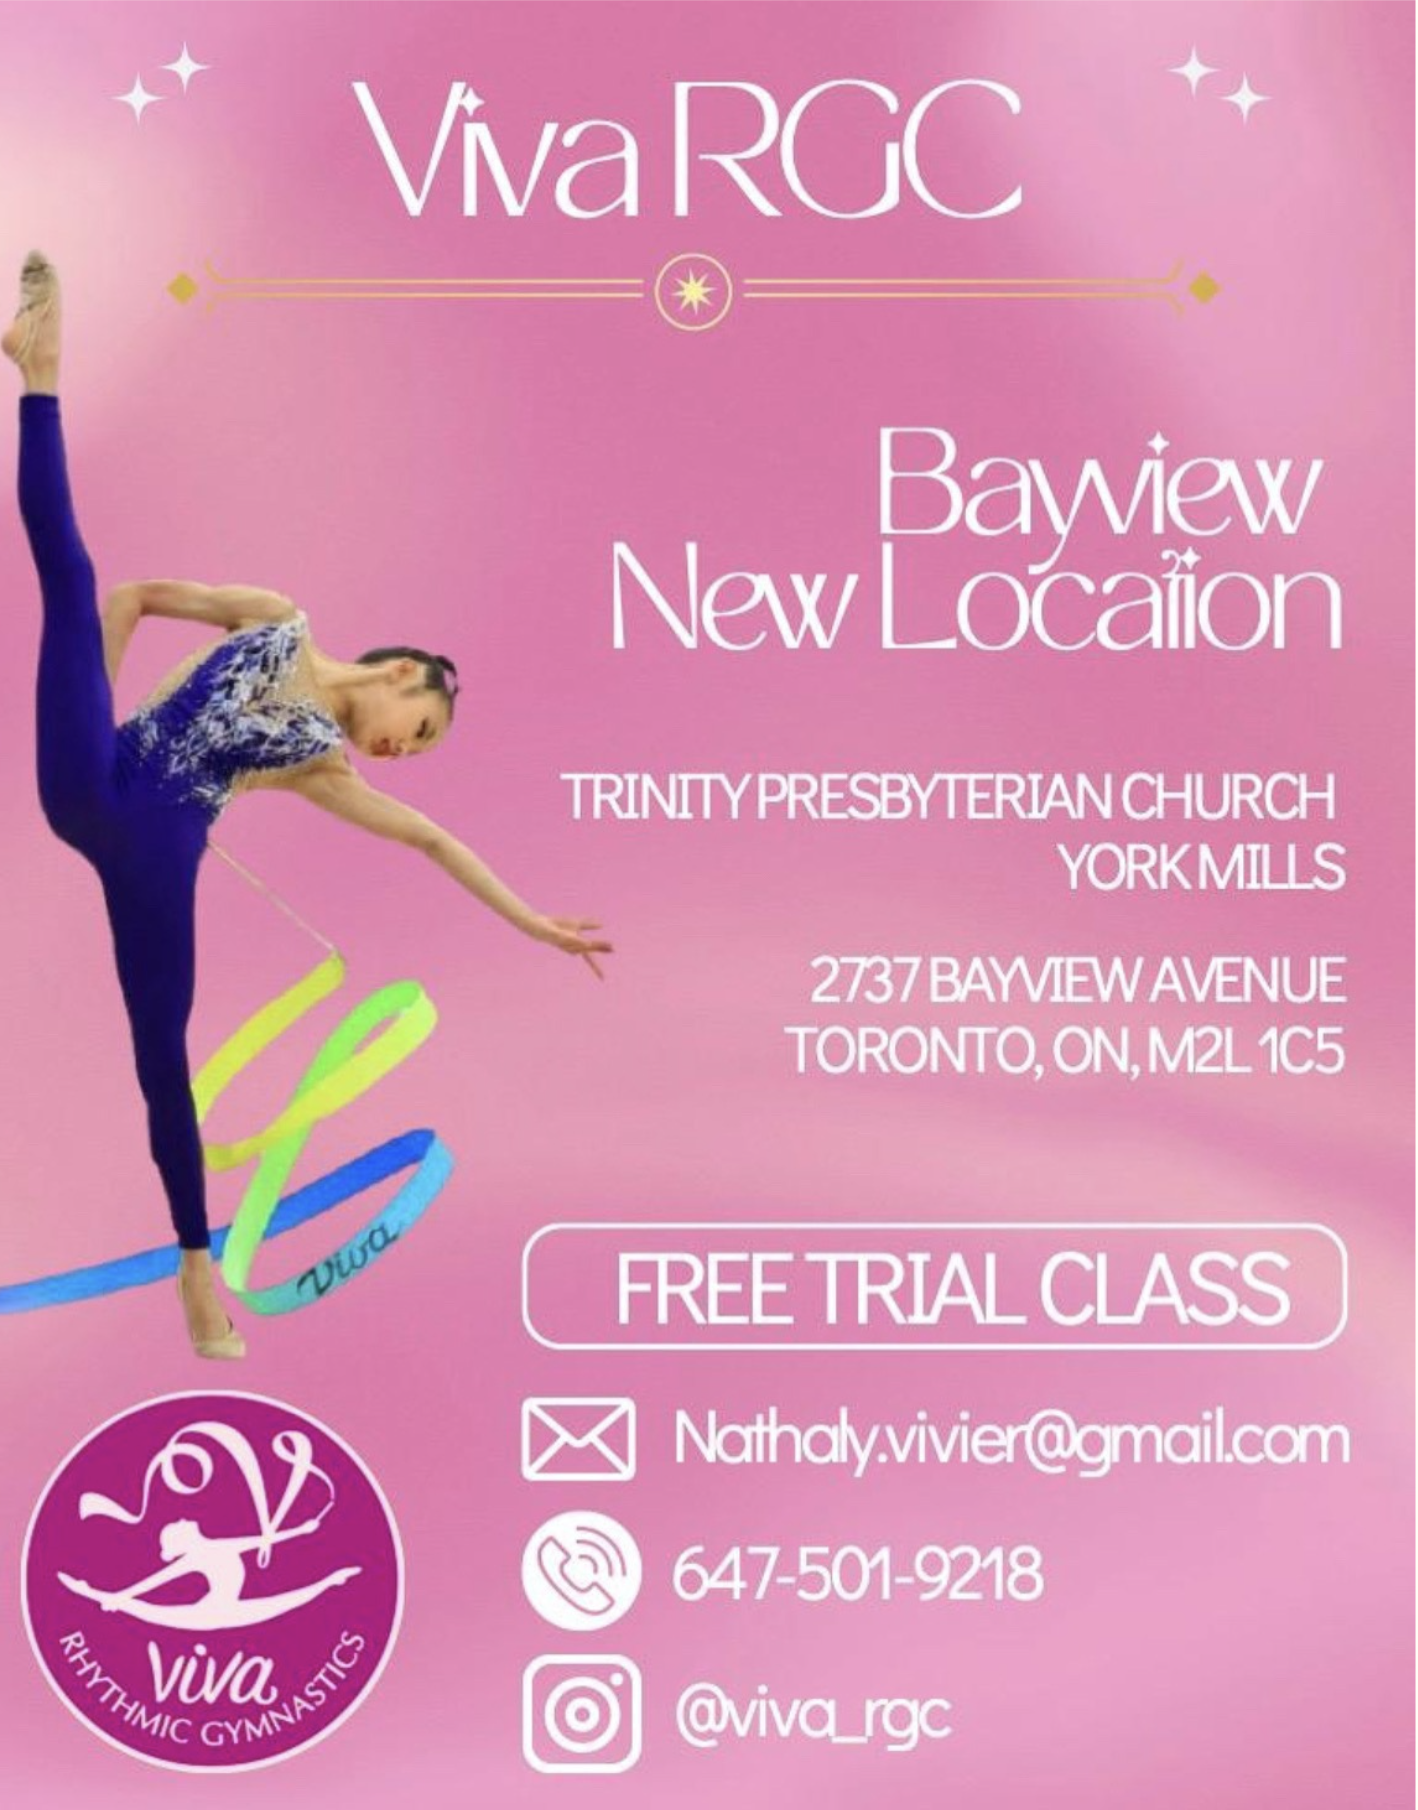 Viva RGC
Bayview
New Location
TRINITY PRESBYTERIAN CHURCH
YORK MILLS
2737 BAYVIEW AVENUE
TORONTO, ON, M2L 1C5
Viva
FREE TRIAL CLASS
Nathaly.vivier@gmail.com
647-501-9218
@viva_rgc
viva
RHYTHMIC GYMNASTICS